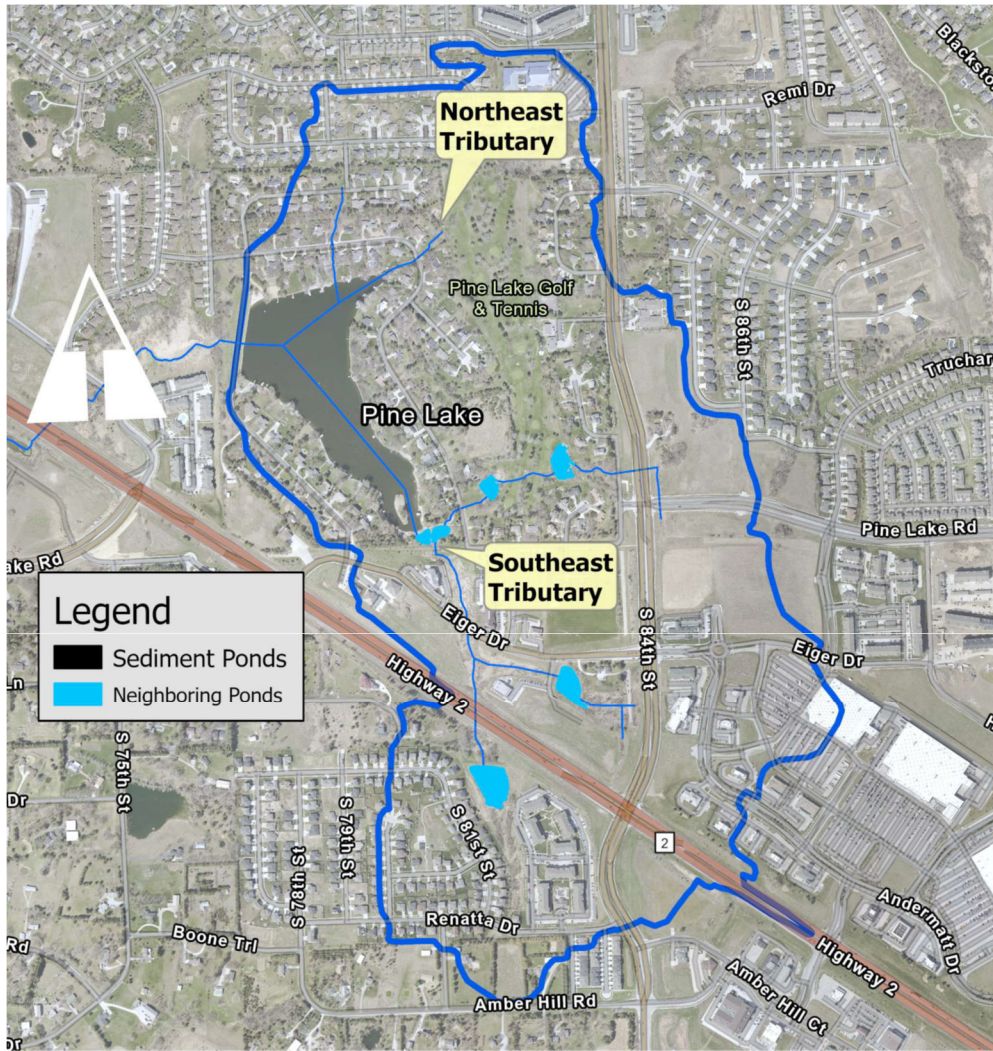 Blacksto
Remi Dr
Northeast
Tributary
Pine Lake Golf
& Tennis
S 86th St
Truchar
Pine Lake
Pine Lake Rd
ake Rd
Southeast
Tributary
Legend
Sediment Ponds
Neighboring Ponds
Eiger Dr
S 84th St
Eiger Dr
Ln
Highway 2
H
S 75th St
Dr
S 79th St
S 81st St
S 78th St
2
Renatta Dr
Boone Trl
Rd
Andermatt Dr
Highway 2
Amber Hill Rd
Amber Hill Ct
Dr